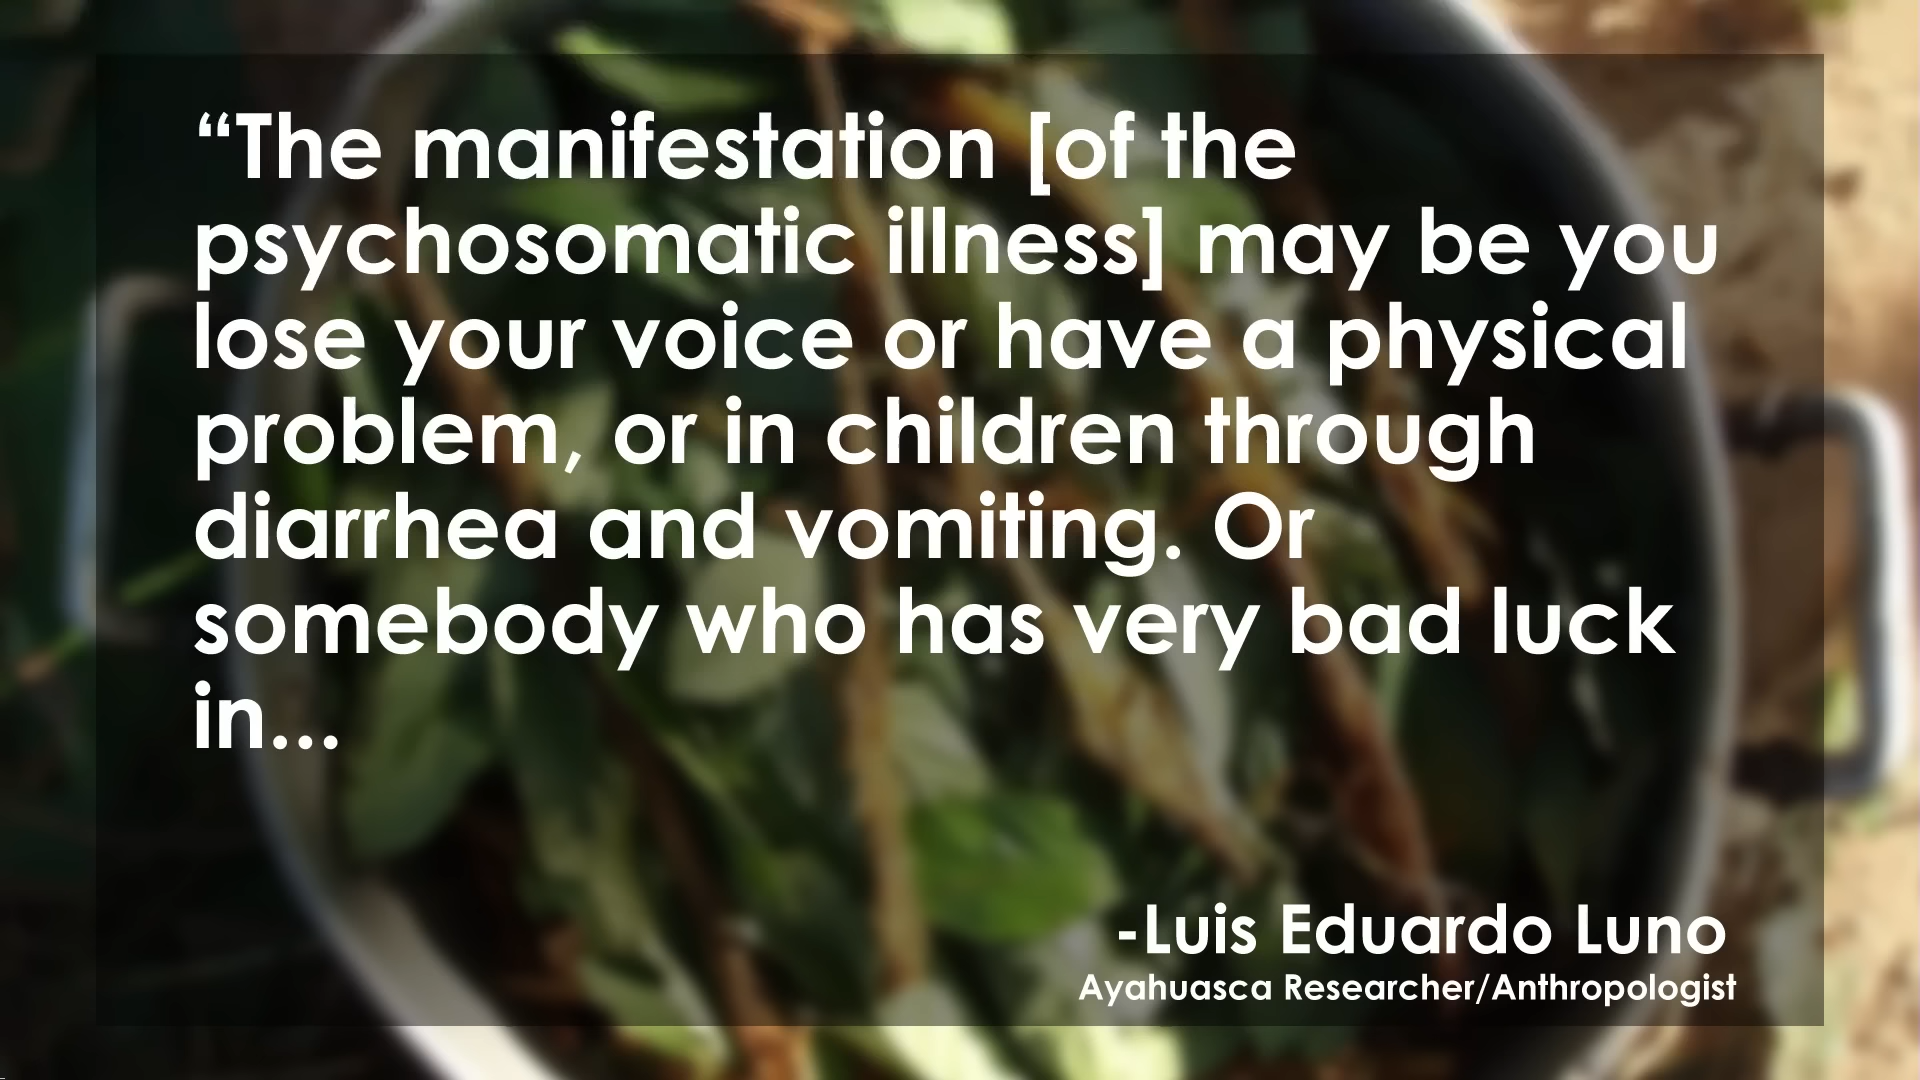 “The manifestation [of the
psychosomatic illness] may be you
lose your voice or have a physical
problem, or in children through
diarrhea and vomiting. Or
somebody who has very bad luck
in...
-Luis Eduardo Luno
Ayahuasca Researcher/Anthropologist